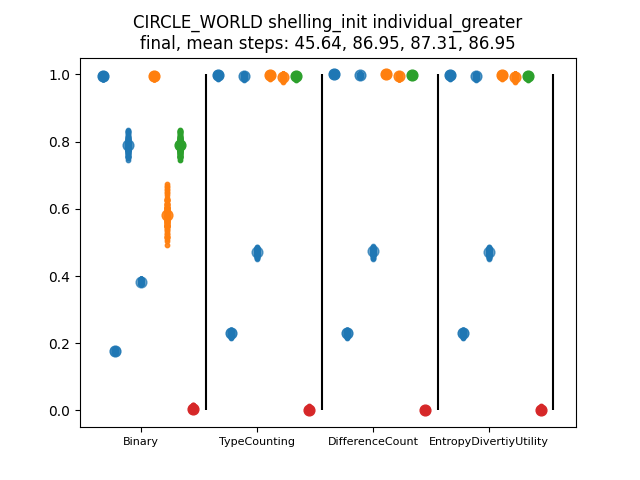 CIRCLE_WORLD shelling_init individual_greater
final, mean steps: 45.64, 86.95, 87.31, 86.95
1.0
0.8
0.6
0.4
0.2
0.0
Binary TypeCounting DifferenceCount EntropyDivertiyUtility